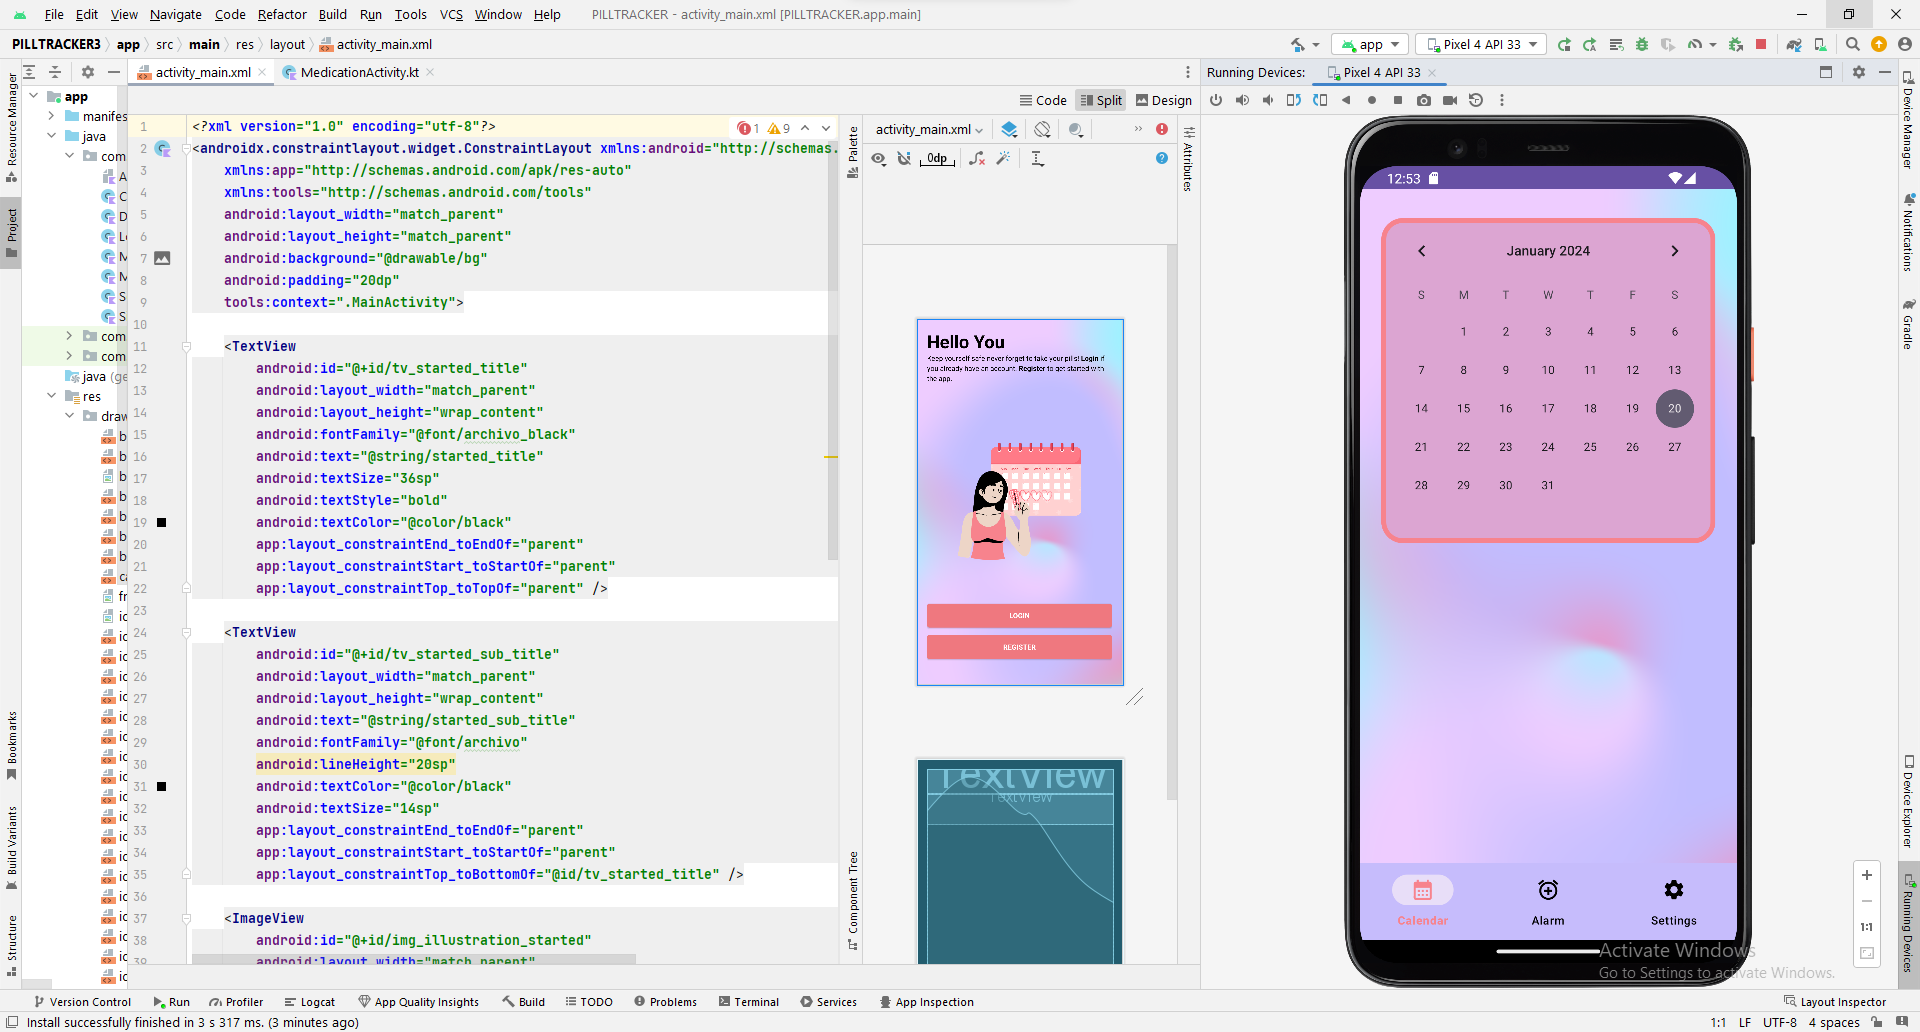 File Edit View Navigate Code Refactor Build Run Tools VCS Window Help PILLTRACKER - activity_main.xml [PILLTRACKER.app.main]
PILLTRACKER3 app src main res layout activity_main.xml app Pixel 4 API 33
activity_main.xml MedicationActivity.kt Running Devices: Pixel 4 API 33
Code Split Design
Resource Manager
Project
Bookmarks
Build Variants
Structure
app
manifes
java
com
com
com
java (ge
res
draw
1 <?xml version="1.0" encoding="utf-8"?> 1 9
2 <androidx.constraintlayout.widget.ConstraintLayout xmlns:android="http://schemas.
3 xmlns:app="http://schemas.android.com/apk/res-auto"
4 xmlns:tools="http://schemas.android.com/tools"
5 android:layout_width="match_parent"
6 android:layout_height="match_parent"
7 android:background="@drawable/bg"
8 android:padding="20dp"
9 tools:context=".MainActivity">
10
11 <TextView
12 android:id="@+id/tv_started_title"
13 android:layout_width="match_parent"
14 android:layout_height="wrap_content"
15 android:fontFamily="@font/archivo_black"
16 android:text="@string/started_title"
17 android:textSize="36sp"
18 android:textStyle="bold"
19 android:textColor="@color/black"
20 app:layout_constraintEnd_toEndOf="parent"
21 app:layout_constraintStart_toStartOf="parent"
22 app:layout_constraintTop_toTopOf="parent" />
23
24 <TextView
25 android:id="@+id/tv_started_sub_title"
26 android:layout_width="match_parent"
27 android:layout_height="wrap_content"
28 android:text="@string/started_sub_title"
29 android:fontFamily="@font/archivo"
30 android:lineHeight="20sp"
31 android:textColor="@color/black"
32 android:textSize="14sp"
33 app:layout_constraintEnd_toEndOf="parent"
34 app:layout_constraintStart_toStartOf="parent"
35 app:layout_constraintTop_toBottomOf="@id/tv_started_title" />
36
37 <ImageView
38 android:id="@+id/img_illustration_started"
39 android:layout_width="match_parent"
Palette
Component Tree
activity_main.xml
0dp
Attributes
Hello You
Keep yourself safe never forget to take your pills! Login if
you already have an account. Register to get started with
the app.
LOGIN
REGISTER
TextView
TextView
12:53
January 2024
S M T W T F S
1 2 3 4 5 6
7 8 9 10 11 12 13
14 15 16 17 18 19 20
21 22 23 24 25 26 27
28 29 30 31
Calendar Alarm Settings
1:1
Activate Windows
Go to Settings to activate Windows.
Device Manager
Notifications
Gradle
Device Explorer
Running Devices
Version Control Run Profiler Logcat App Quality Insights Build TODO Problems Terminal Services App Inspection Layout Inspector
Install successfully finished in 3 s 317 ms. (3 minutes ago) 1:1 LF UTF-8 4 spaces